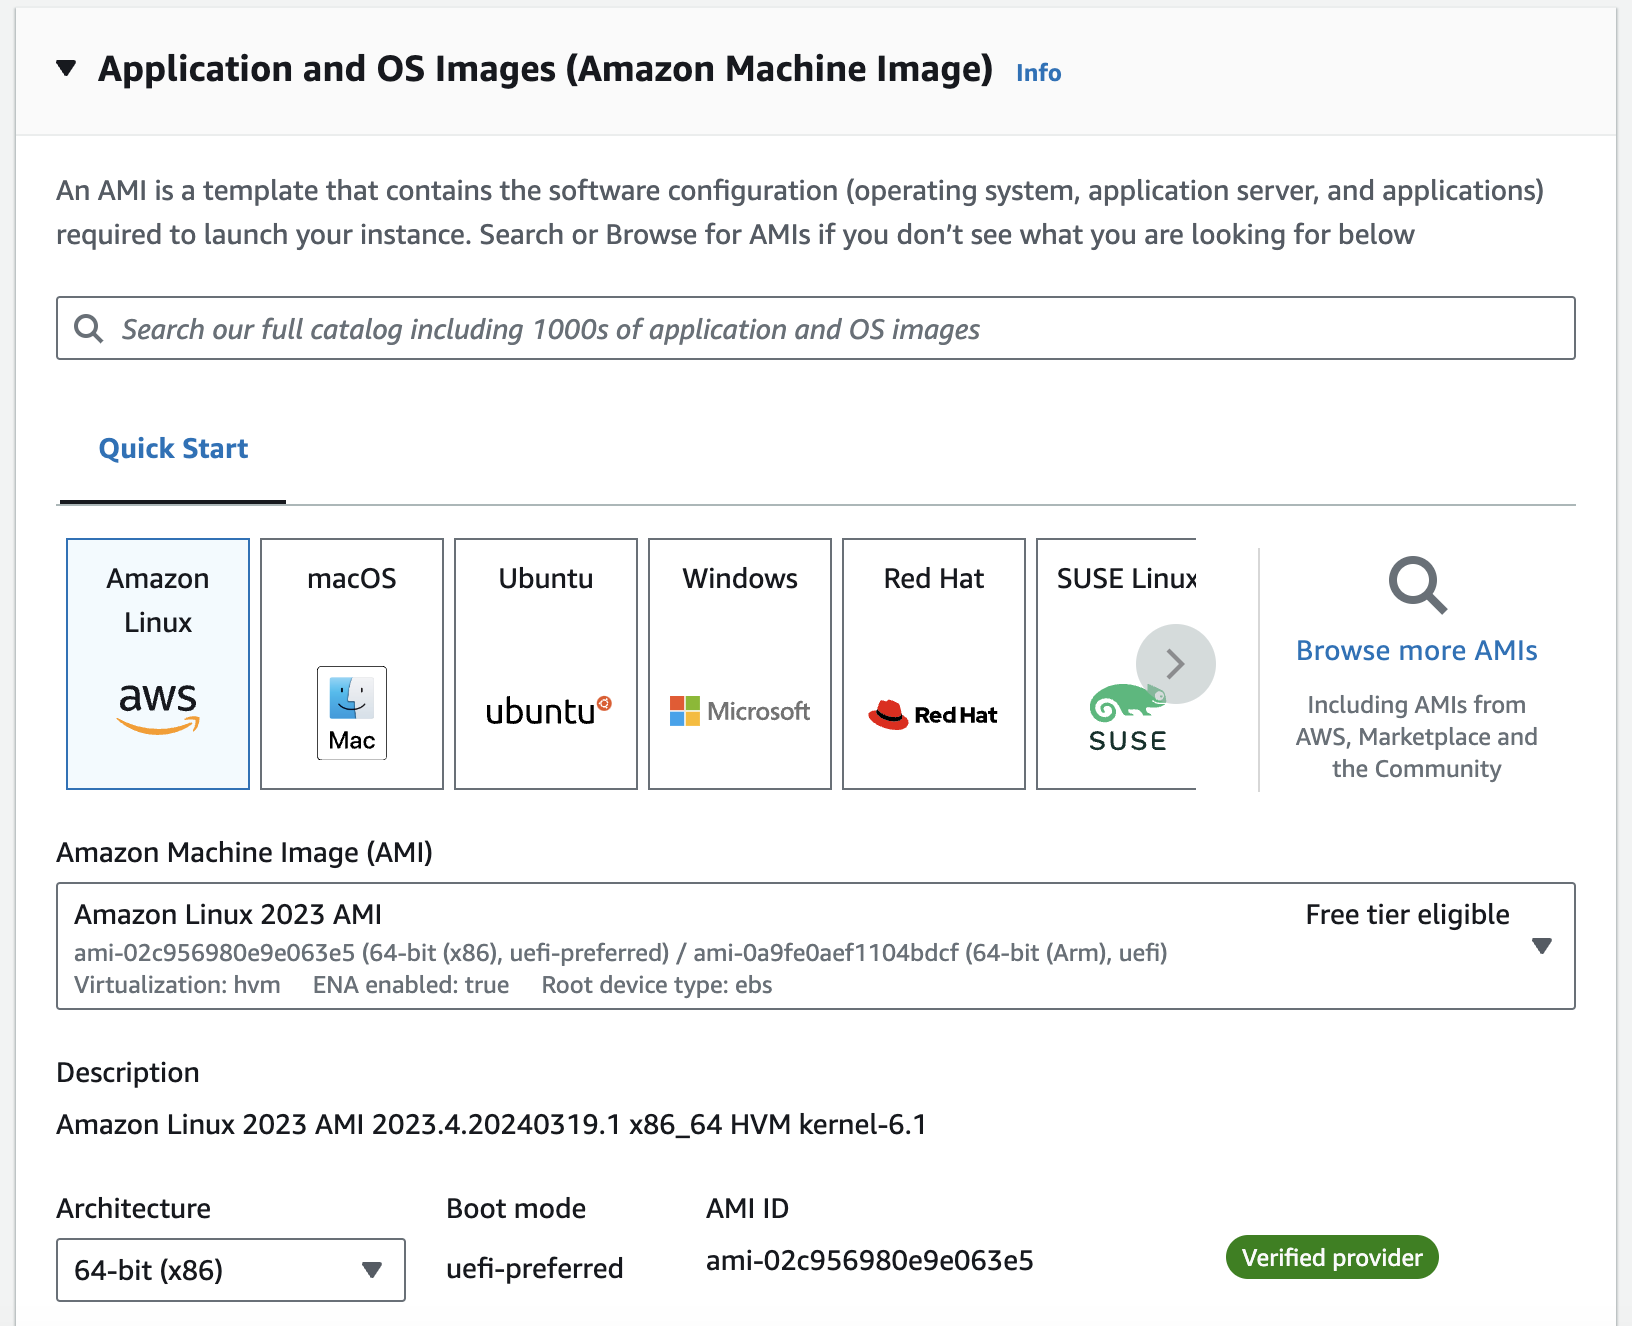 Application and OS Images (Amazon Machine Image) Info
An AMI is a template that contains the software configuration (operating system, application server, and applications)
required to launch your instance. Search or Browse for AMIs if you don’t see what you are looking for below
Search our full catalog including 1000s of application and OS images
Quick Start
Amazon
Linux
aws
macOS
Mac
Ubuntu
ubuntu
Windows
Microsoft
Red Hat
Red Hat
SUSE Linux
SUSE
Browse more AMIs
Including AMIs from
AWS, Marketplace and
the Community
Amazon Machine Image (AMI)
Amazon Linux 2023 AMI
Free tier eligible
ami-02c956980e9e063e5 (64-bit (x86), uefi-preferred) / ami-0a9fe0aef1104bdcf (64-bit (Arm), uefi)
Virtualization: hvm ENA enabled: true Root device type: ebs
Description
Amazon Linux 2023 AMI 2023.4.20240319.1 x86_64 HVM kernel-6.1
Architecture
64-bit (x86)
Boot mode
uefi-preferred
AMI ID
ami-02c956980e9e063e5
Verified provider